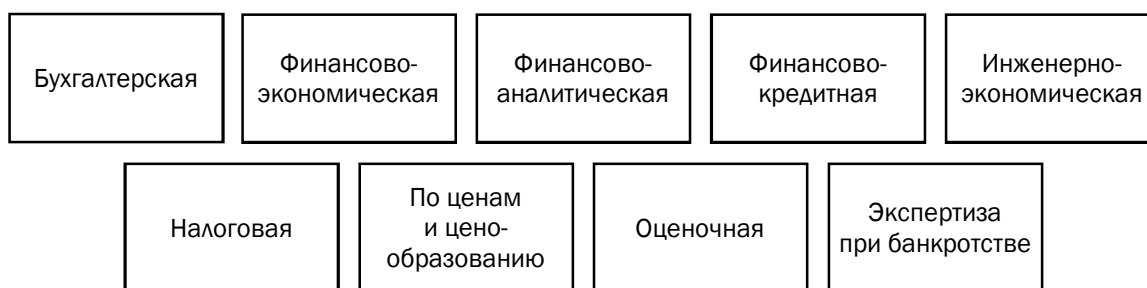 Бухгалтерская
Финансово-
экономическая
Финансово-
аналитическая
Финансово-
кредитная
Инженерно-
экономическая
Налоговая
По ценам
и цено-
образованию
Оценочная
Экспертиза
при банкротстве